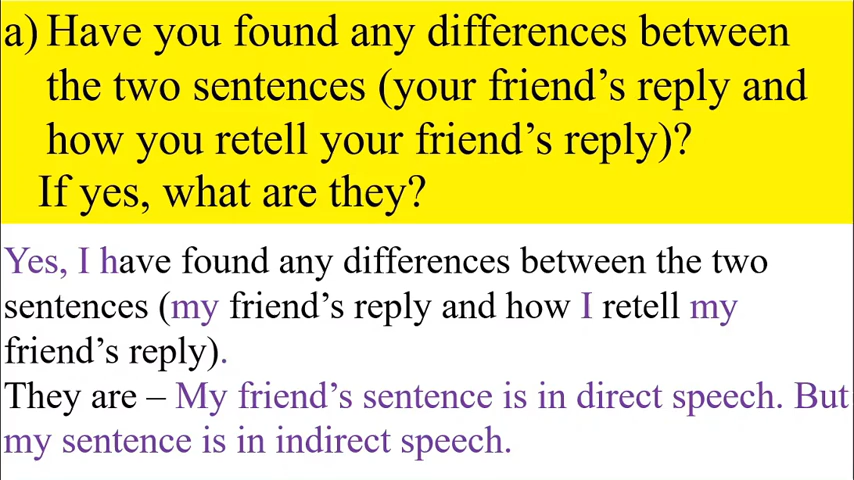 a) Have you found any differences between
the two sentences (your friend’s reply and
how you retell your friend’s reply)?
If yes, what are they?
Yes, I have found any differences between the two
sentences (my friend’s reply and how I retell my
friend’s reply).
They are – My friend’s sentence is in direct speech. But
my sentence is in indirect speech.